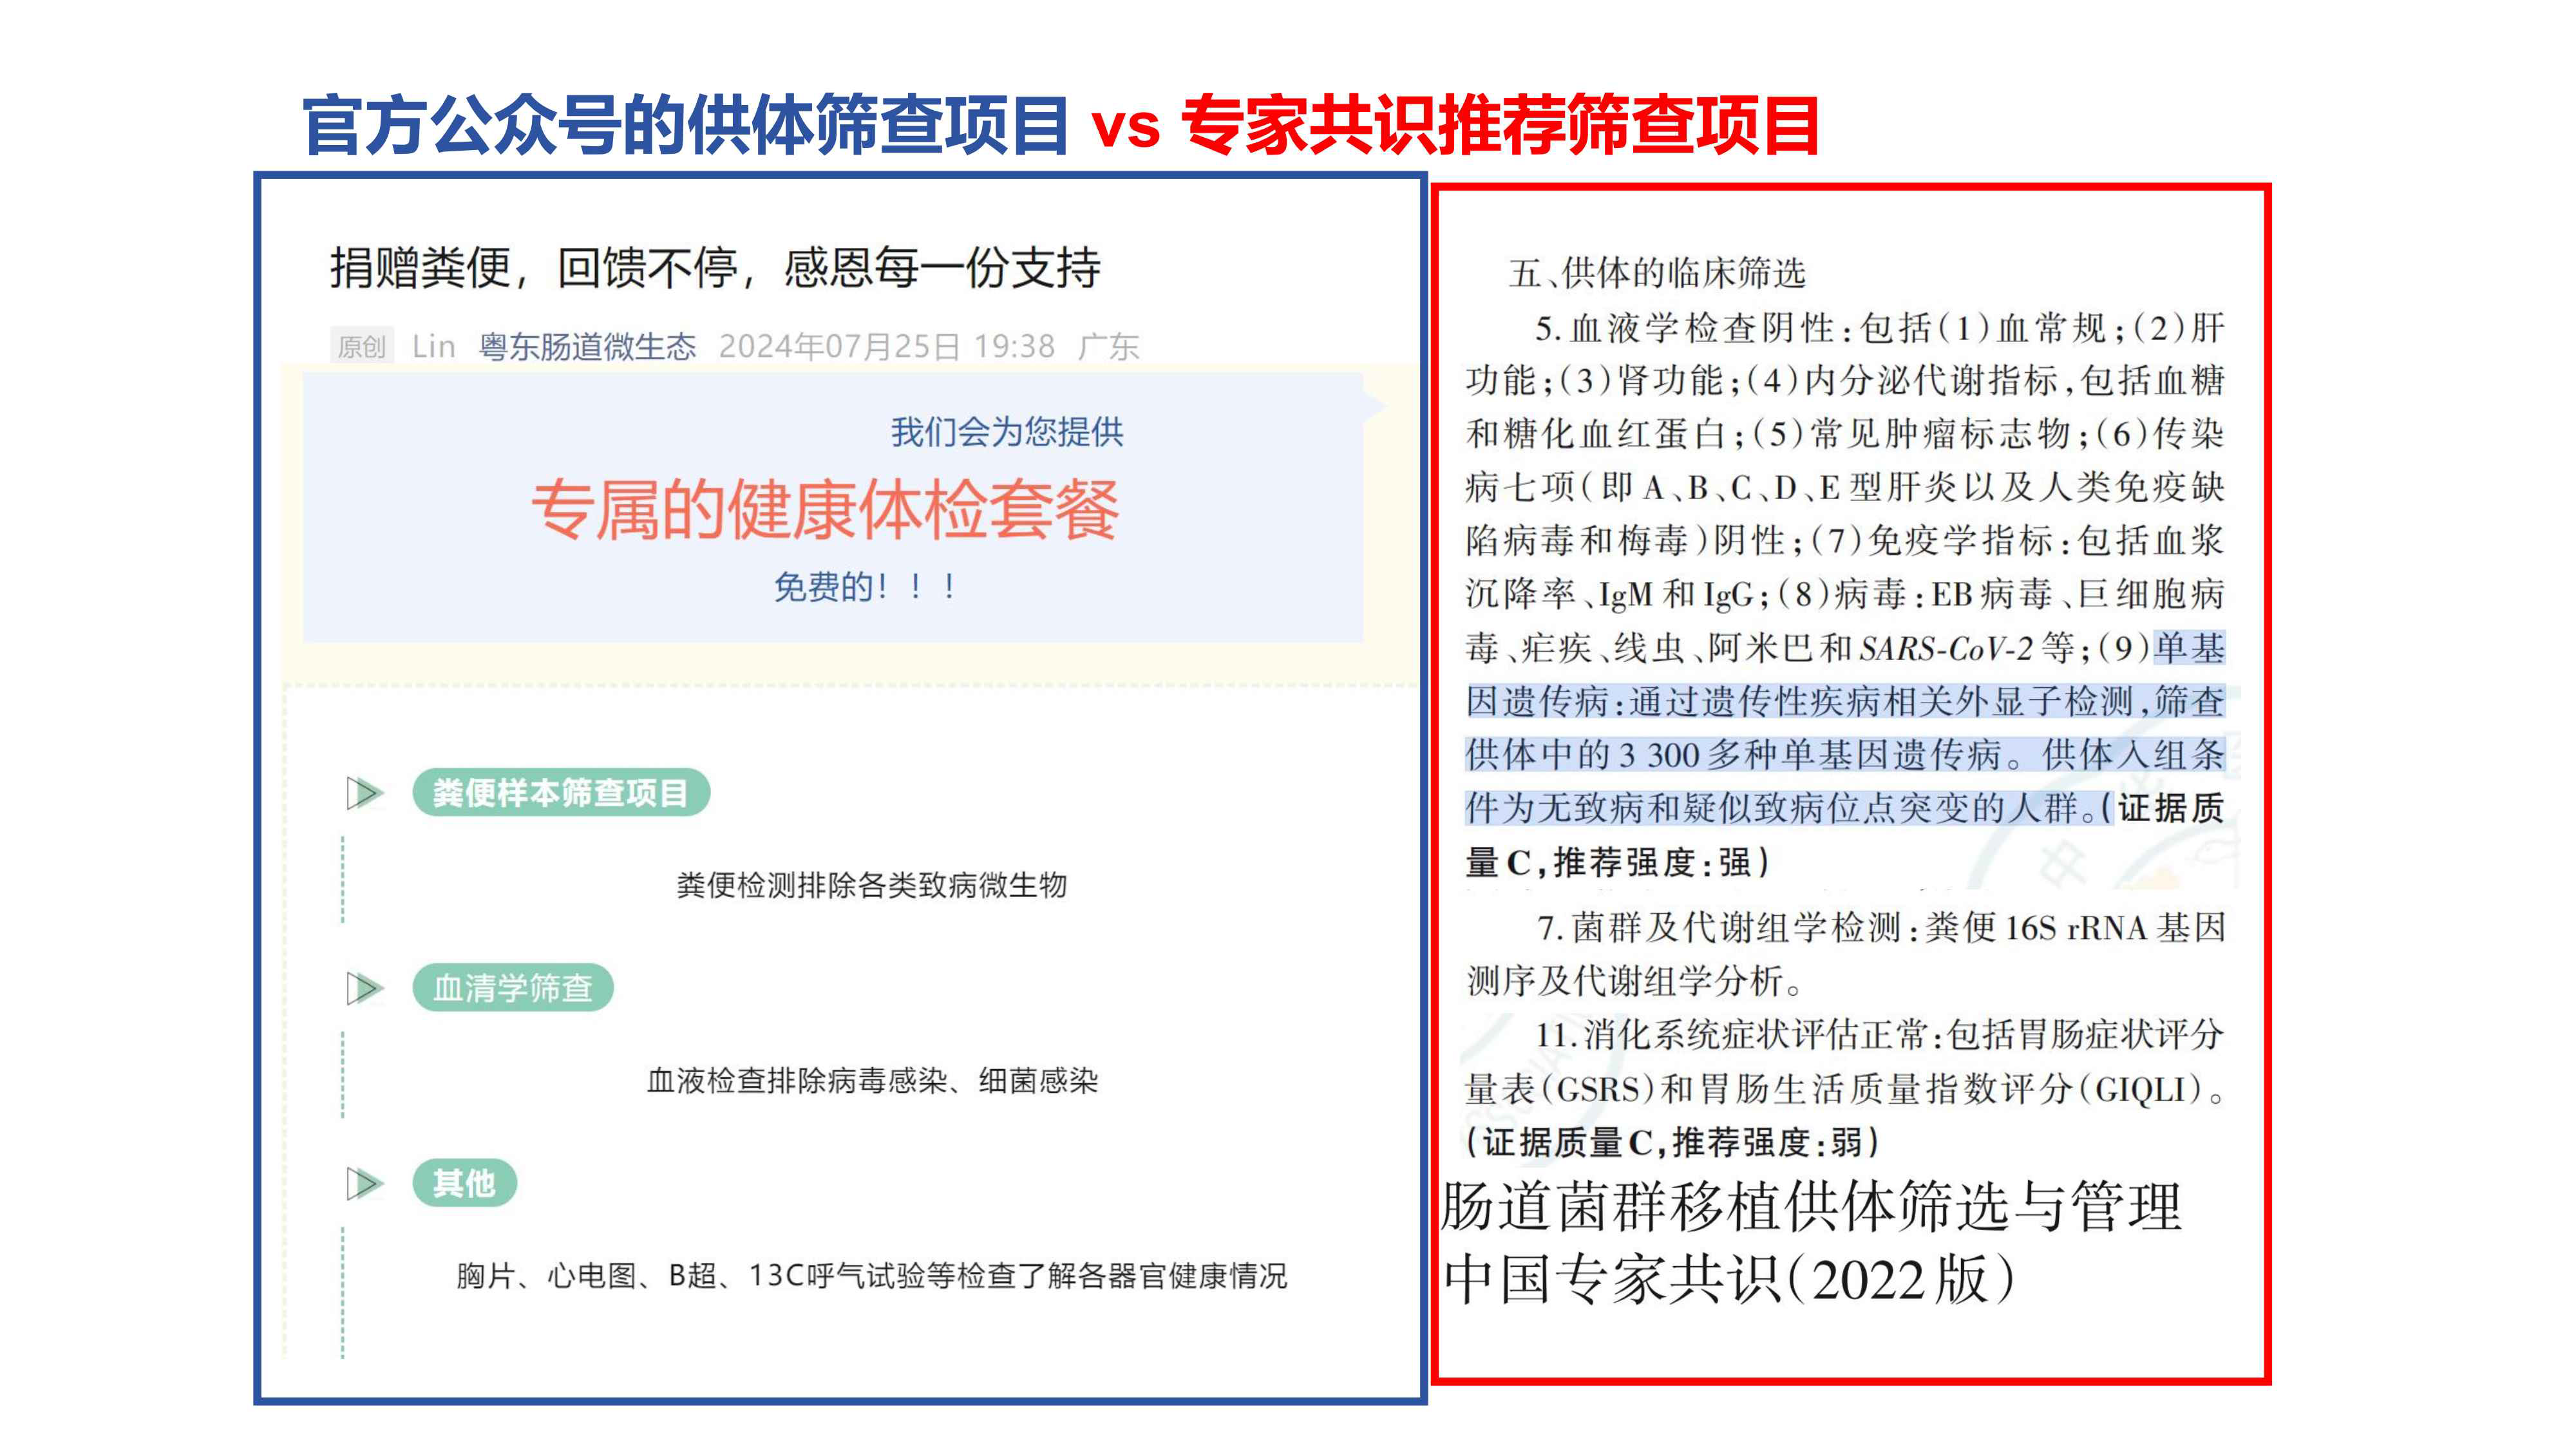 官方公众号的供体筛查项目 vs 专家共识推荐筛查项目
捐赠粪便，回馈不停，感恩每一份支持
原创 Lin 粤东肠道微生态 2024年07月25日 19:38 广东
我们会为您提供
专属的健康体检套餐
免费的！！！
粪便样本筛查项目
粪便检测排除各类致病微生物
血清学筛查
血液检查排除病毒感染、细菌感染
其他
胸片、心电图、B超、13C呼气试验等检查了解各器官健康情况
五、供体的临床筛选
5.血液学检查阴性:包括(1)血常规;(2)肝
功能;(3)肾功能;(4)内分泌代谢指标,包括血糖
和糖化血红蛋白;(5)常见肿瘤标志物;(6)传染
病七项(即A、B、C、D、E型肝炎以及人类免疫缺
陷病毒和梅毒)阴性;(7)免疫学指标:包括血浆
沉降率、IgM和IgG;(8)病毒:EB病毒、巨细胞病
毒、疟疾、线虫、阿米巴和SARS-CoV-2等;(9)单基
因遗传病:通过遗传性疾病相关外显子检测,筛查
供体中的3 300多种单基因遗传病。供体入组条
件为无致病和疑似致病位点突变的人群。(证据质
量C,推荐强度:强)
7.菌群及代谢组学检测:粪便16S rRNA基因
测序及代谢组学分析。
11.消化系统症状评估正常:包括胃肠症状评分
量表(GSRS)和胃肠生活质量指数评分(GIQLI)。
(证据质量C,推荐强度:弱)
肠道菌群移植供体筛选与管理
中国专家共识(2022版)